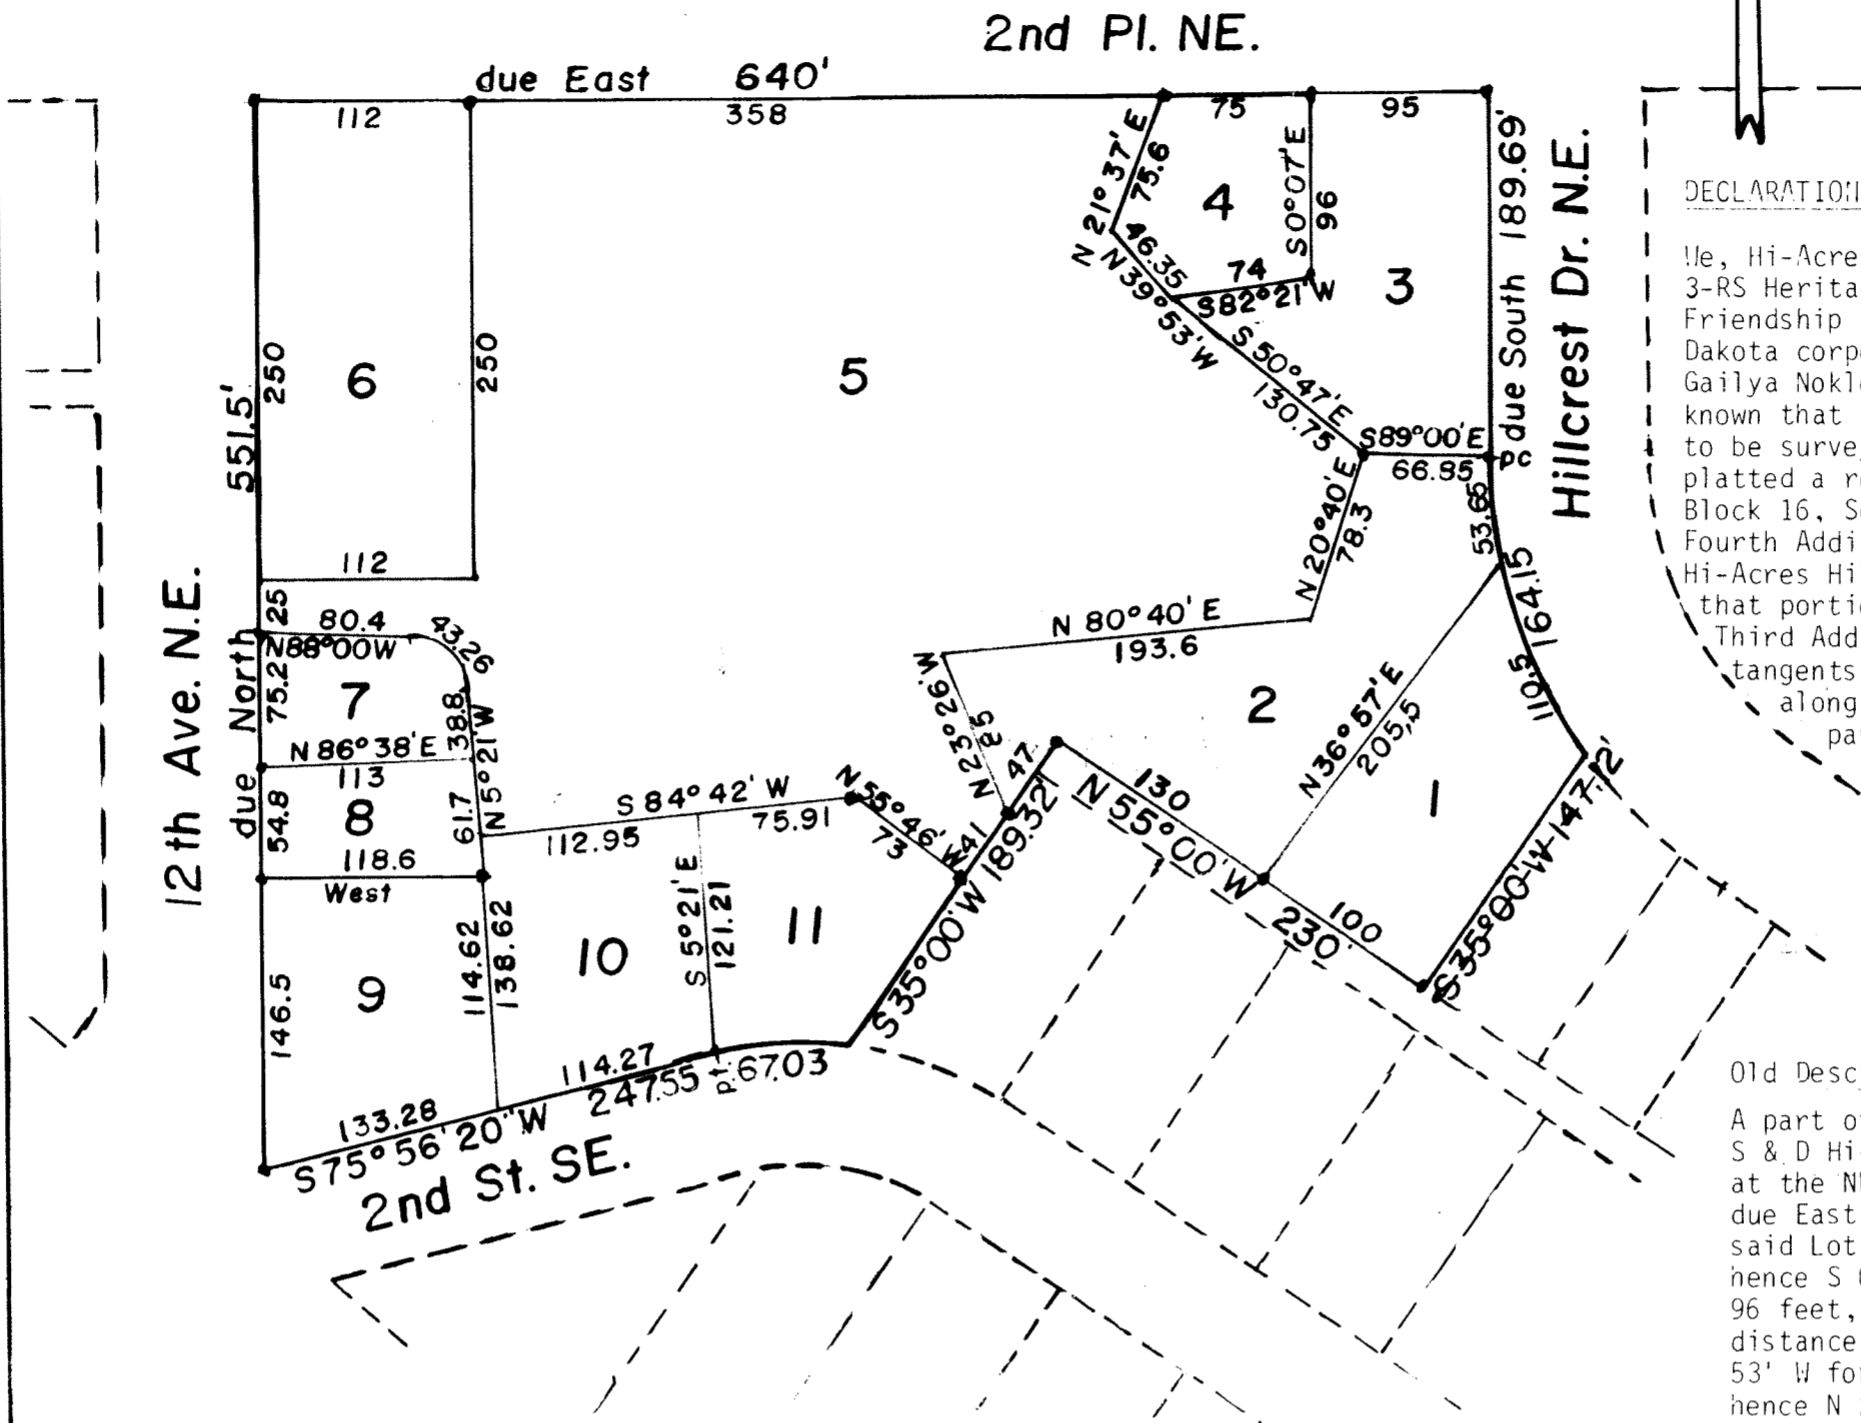 2nd Pl. NE.
due East 640'
112
358
75
95
N 21°37'E
75.6
4
S0°07'E
96
3
due South 189.69'
Hillcrest Dr. N.E.
46.35
N39°53'W
74
S82°21'W
S 50°47'E
130.75
S89°00'E
66.95
pc
6
250
250
5
551.5'
due North
12th Ave. N.E.
112
25
80.4
N88°00W
43.26
75.22
7
38.8
N 86°38'E
113
54.8
8
61.7
N 5°21'W
118.6
West
N 20°40'E
78.3
53.65
164.15
110.5
N 80°40' E
193.6
2
N 23°26'W
85
47
N36°57'E
205.5
1
130
N 55°00' W
230'
100
S35°00'W 147.12'
S 84°42' W
112.95
75.91
N 55°46' W
73
41
S35°00'W 189.32'
9
146.5
114.62
138.62
10
S 5°21'E
121.21
11
133.28
114.27
S75°56'20"W
247.55
pt.
67.03
2nd St. SE.
DECLARATION
We, Hi-Acre
3-RS Herita
Friendship
Dakota corp
Gailya Nokl
known that
to be surve
platted a r
Block 16, S
Fourth Addi
Hi-Acres Hi
that porti
Third Add
tangents
along
pa
Old Desc
A part o
S & D Hi
at the N
due East
said Lot
hence S
96 feet,
distance
53' W fo
hence N